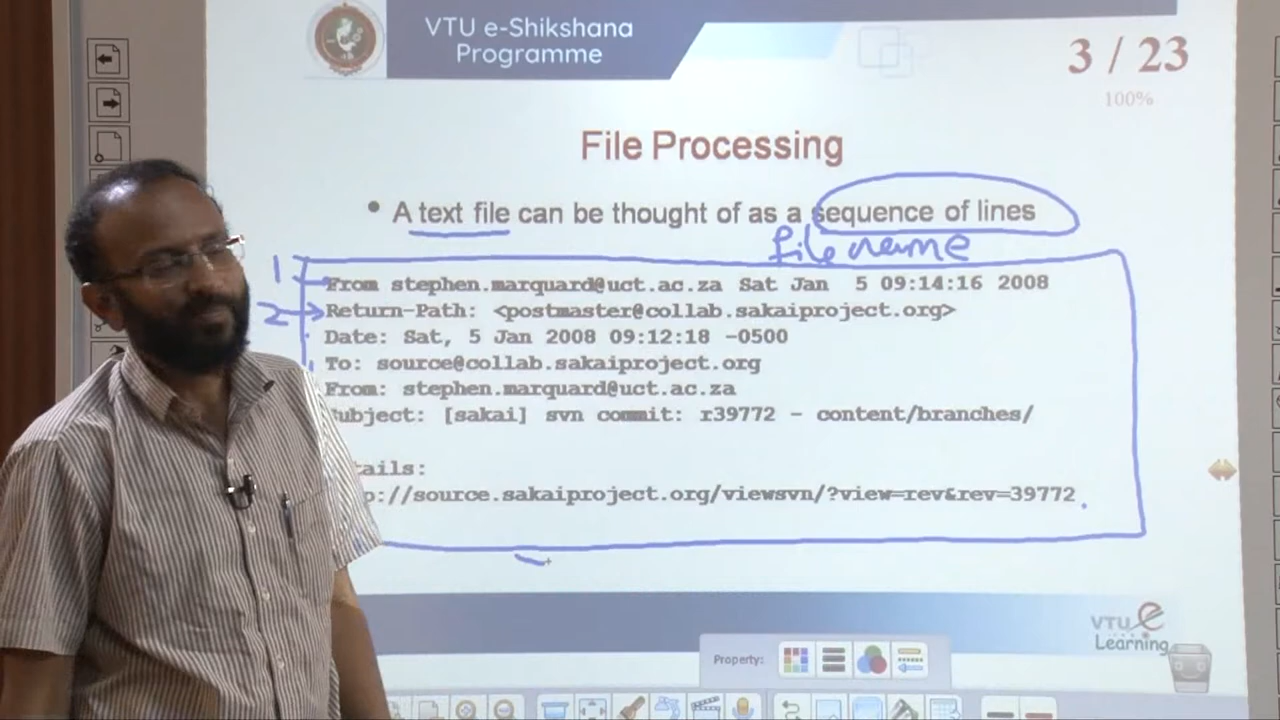 VTU e-Shikshana
Programme
3 / 23
100%
File Processing
• A text file can be thought of as a sequence of lines
file name
1 From stephen.marquard@uct.ac.za Sat Jan 5 09:14:16 2008
2 Return-Path: <postmaster@collab.sakaiproject.org>
Date: Sat, 5 Jan 2008 09:12:18 -0500
To: source@collab.sakaiproject.org
From: stephen.marquard@uct.ac.za
ubject: [sakai] svn commit: r39772 - content/branches/
tails:
p://source.sakaiproject.org/viewsvn/?view=rev&rev=39772
VTU e
Learning
Property: